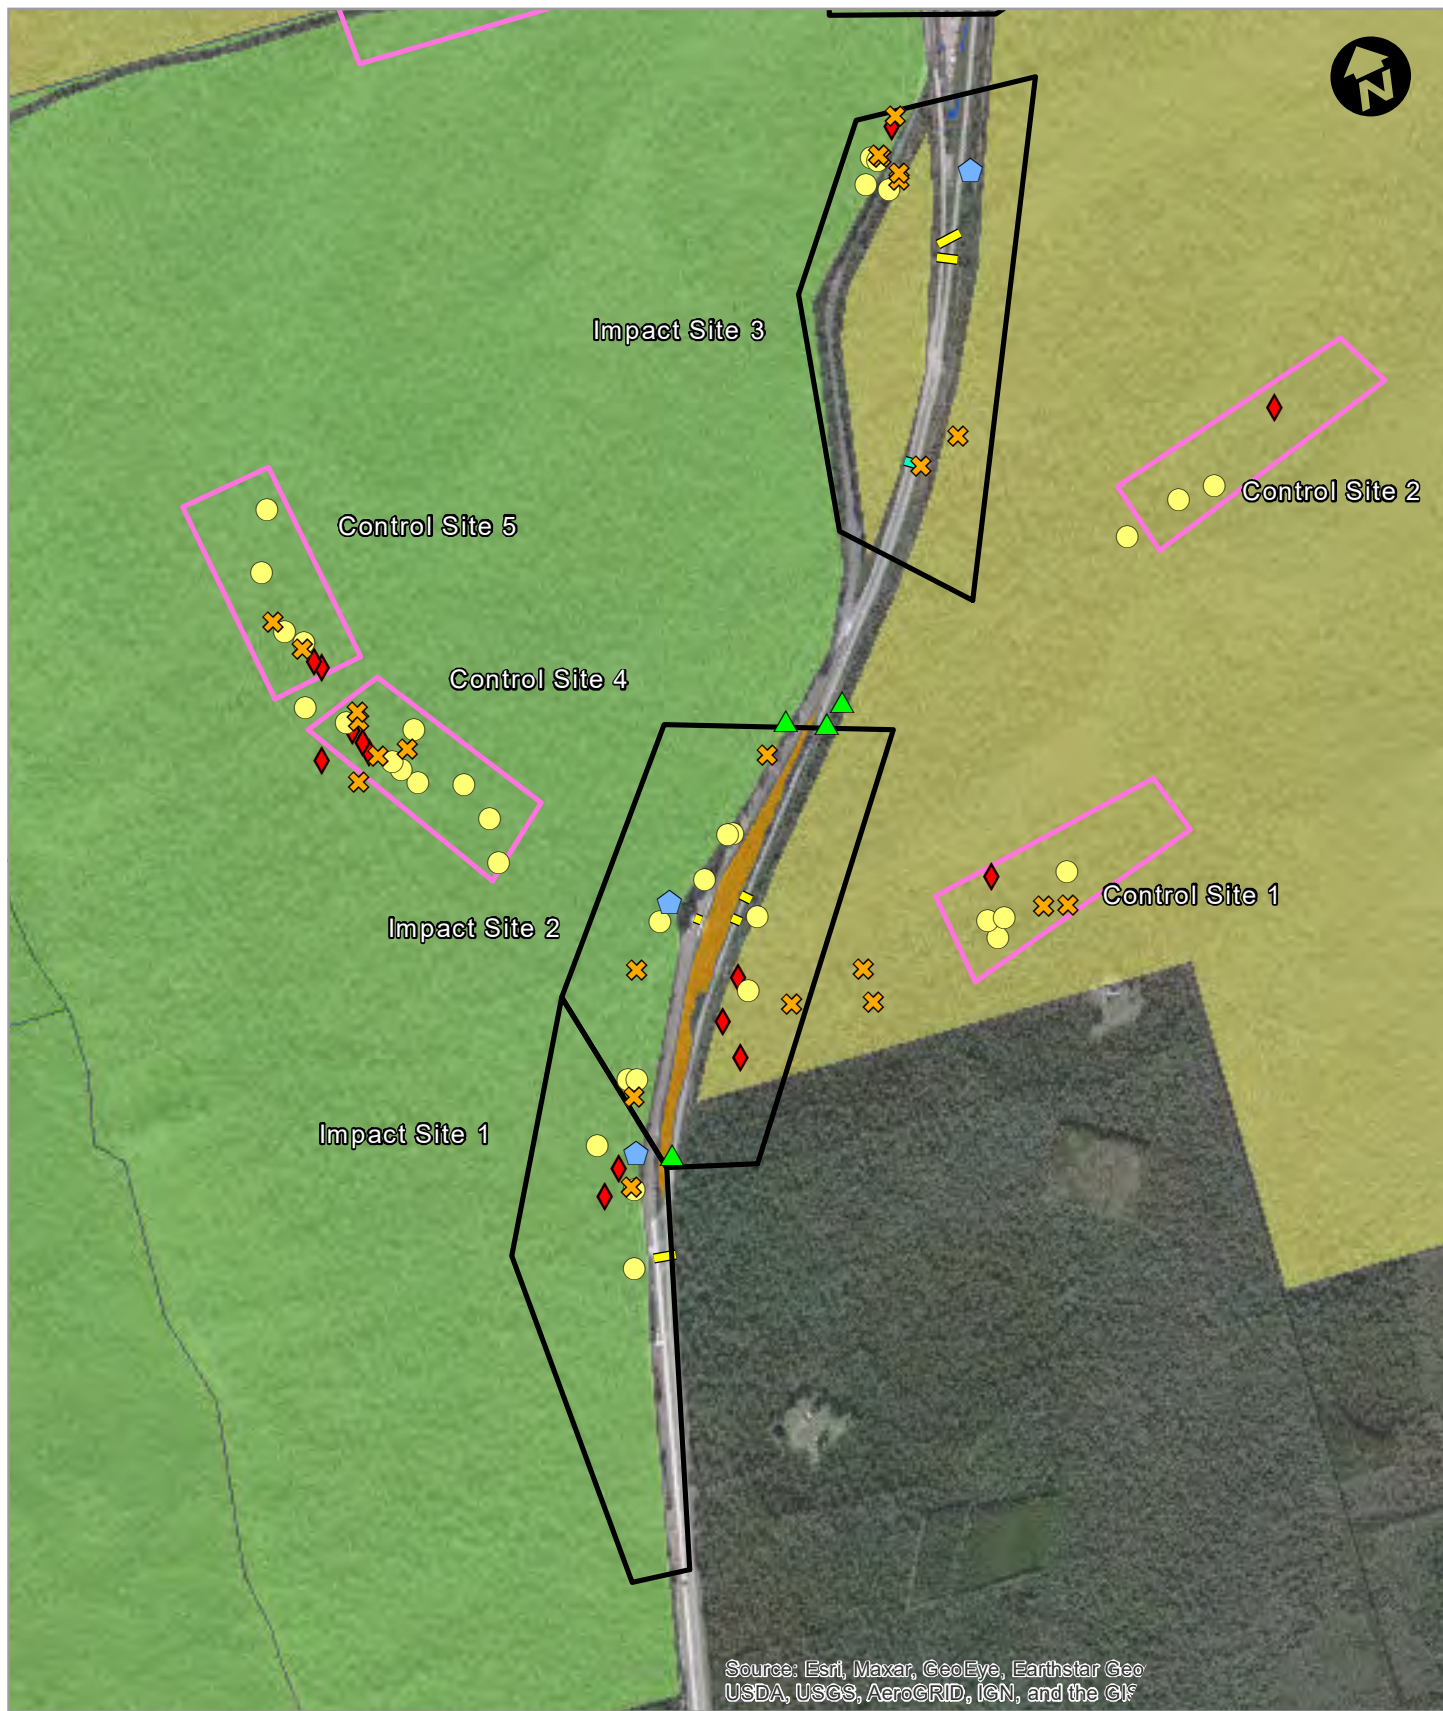 N
Impact Site 3
Control Site 2
Control Site 5
Control Site 4
Control Site 1
Impact Site 2
Impact Site 1
Source: Esri, Maxar, GeoEye, Earthstar Geo
USDA, USGS, AeroGRID, IGN, and the GIS